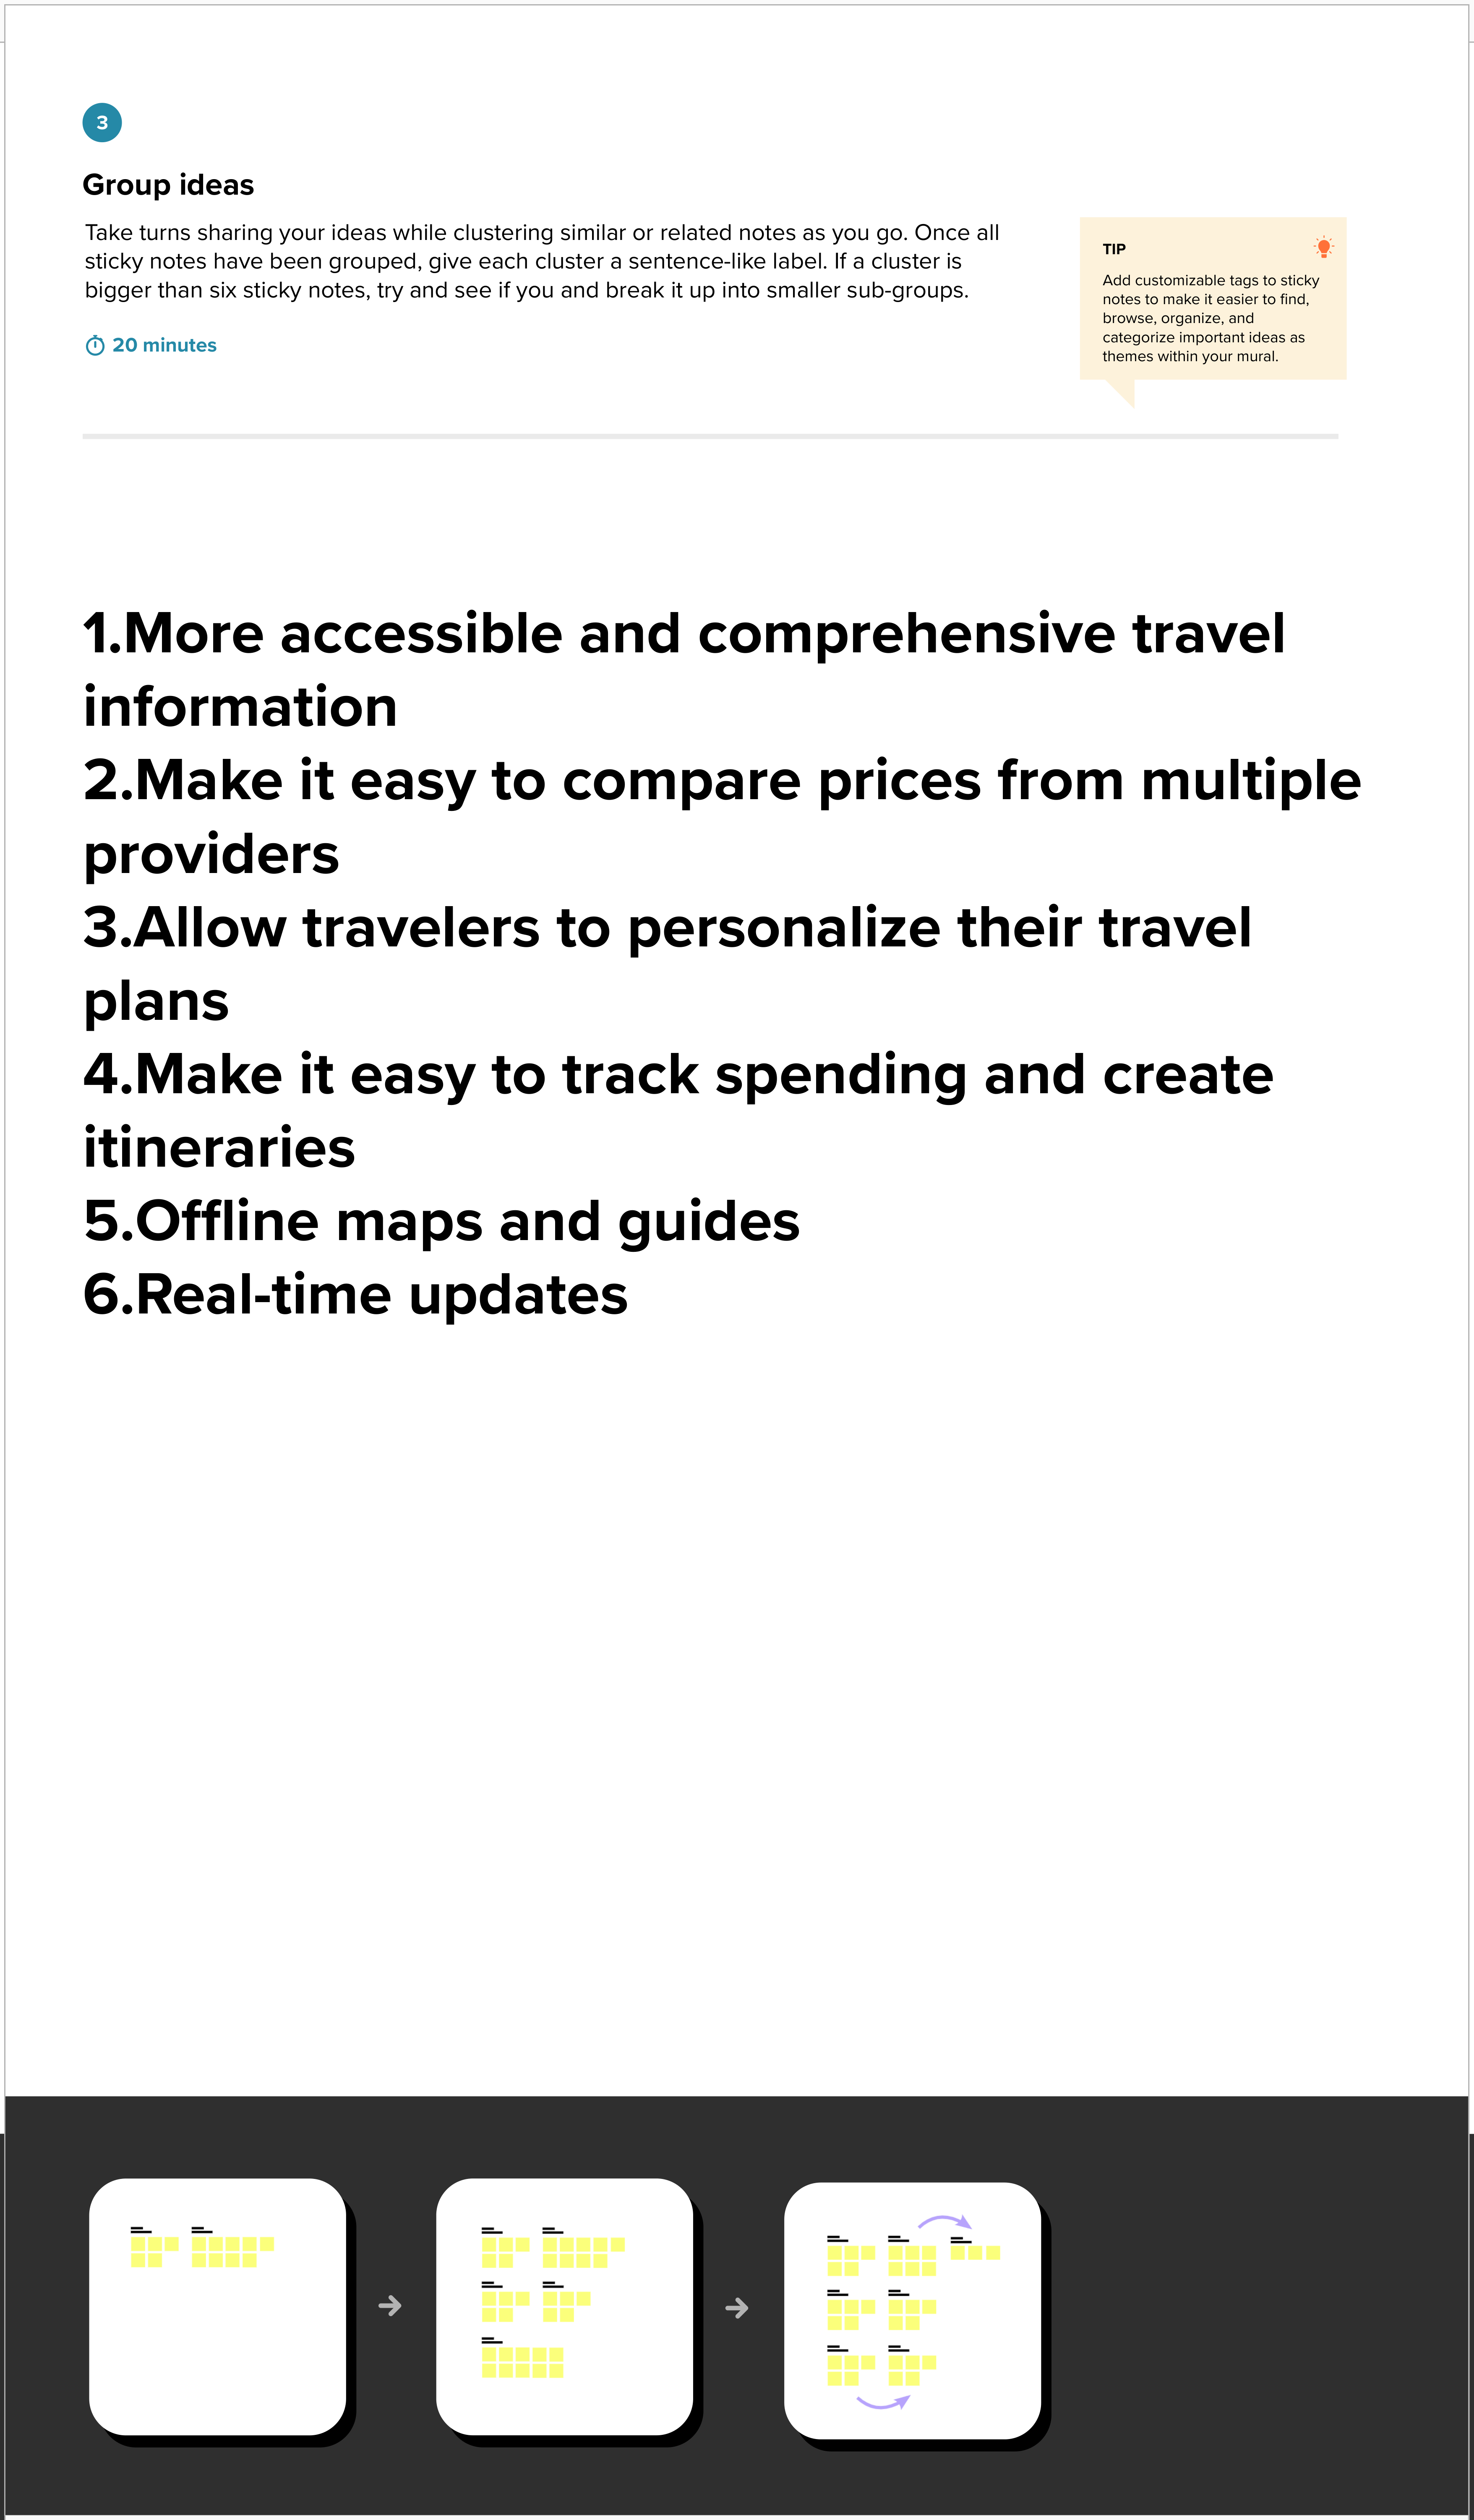 3
Group ideas
Take turns sharing your ideas while clustering similar or related notes as you go. Once all
sticky notes have been grouped, give each cluster a sentence-like label. If a cluster is
bigger than six sticky notes, try and see if you and break it up into smaller sub-groups.
20 minutes
TIP
Add customizable tags to sticky
notes to make it easier to find,
browse, organize, and
categorize important ideas as
themes within your mural.
1.More accessible and comprehensive travel
information
2.Make it easy to compare prices from multiple
providers
3.Allow travelers to personalize their travel
plans
4.Make it easy to track spending and create
itineraries
5.Offline maps and guides
6.Real-time updates